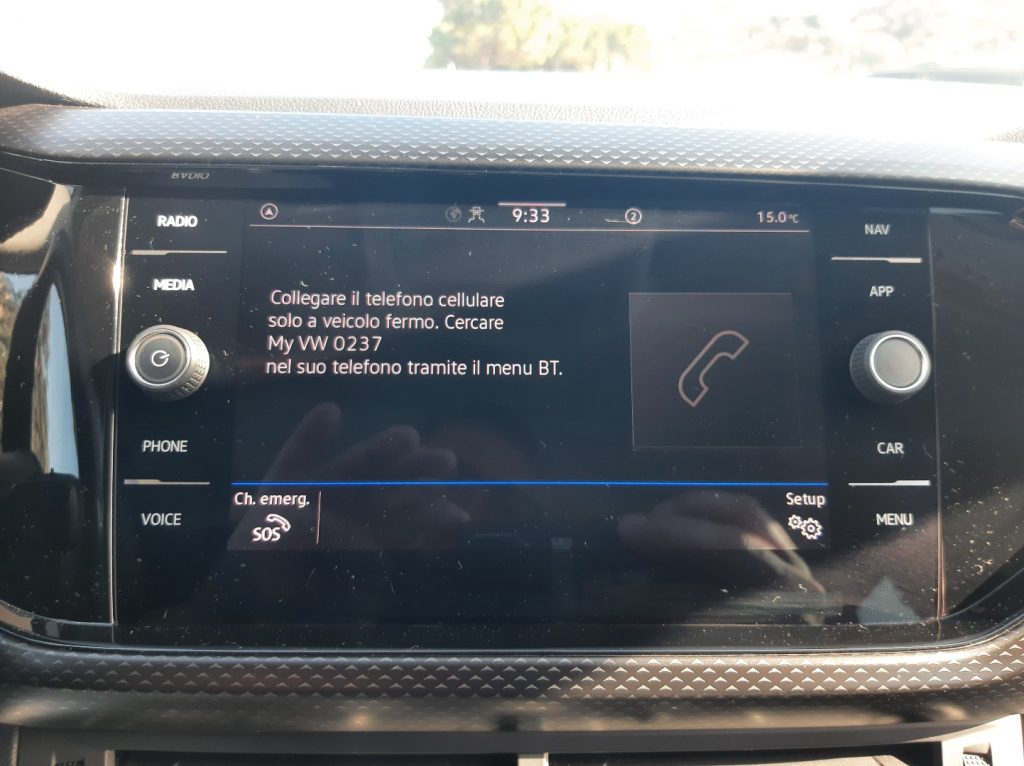 RADIO
9:33
2
15.0°C
RADIO
NAV
MEDIA
APP
Collegare il telefono cellulare
solo a veicolo fermo. Cercare
My VW 0237
nel suo telefono tramite il menu BT.
PHONE
CAR
Ch. emerg.
Setup
SOS
VOICE
MENU